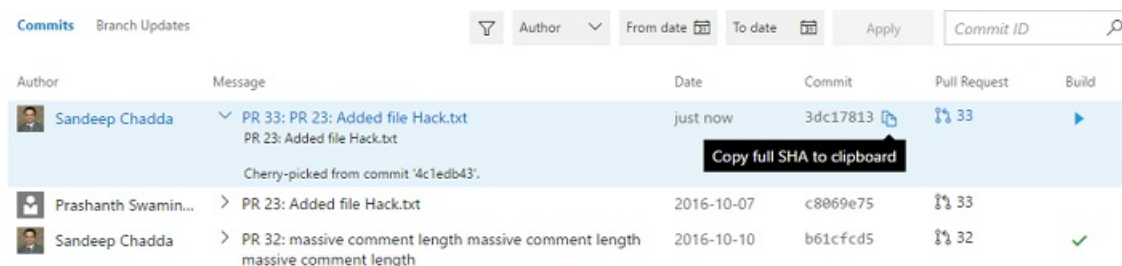 Commits Branch Updates Author From date To date Apply Commit ID
Author Message Date Commit Pull Request Build
Sandeep Chadda PR 33: PR 23: Added file Hack.txt just now 3dc17813 33
PR 23: Added file Hack.txt
Copy full SHA to clipboard
Cherry-picked from commit '4c1edb43'.
Prashanth Swamin... PR 23: Added file Hack.txt 2016-10-07 c8069e75 33
Sandeep Chadda PR 32: massive comment length massive comment length 2016-10-10 b61cfcd5 32
massive comment length